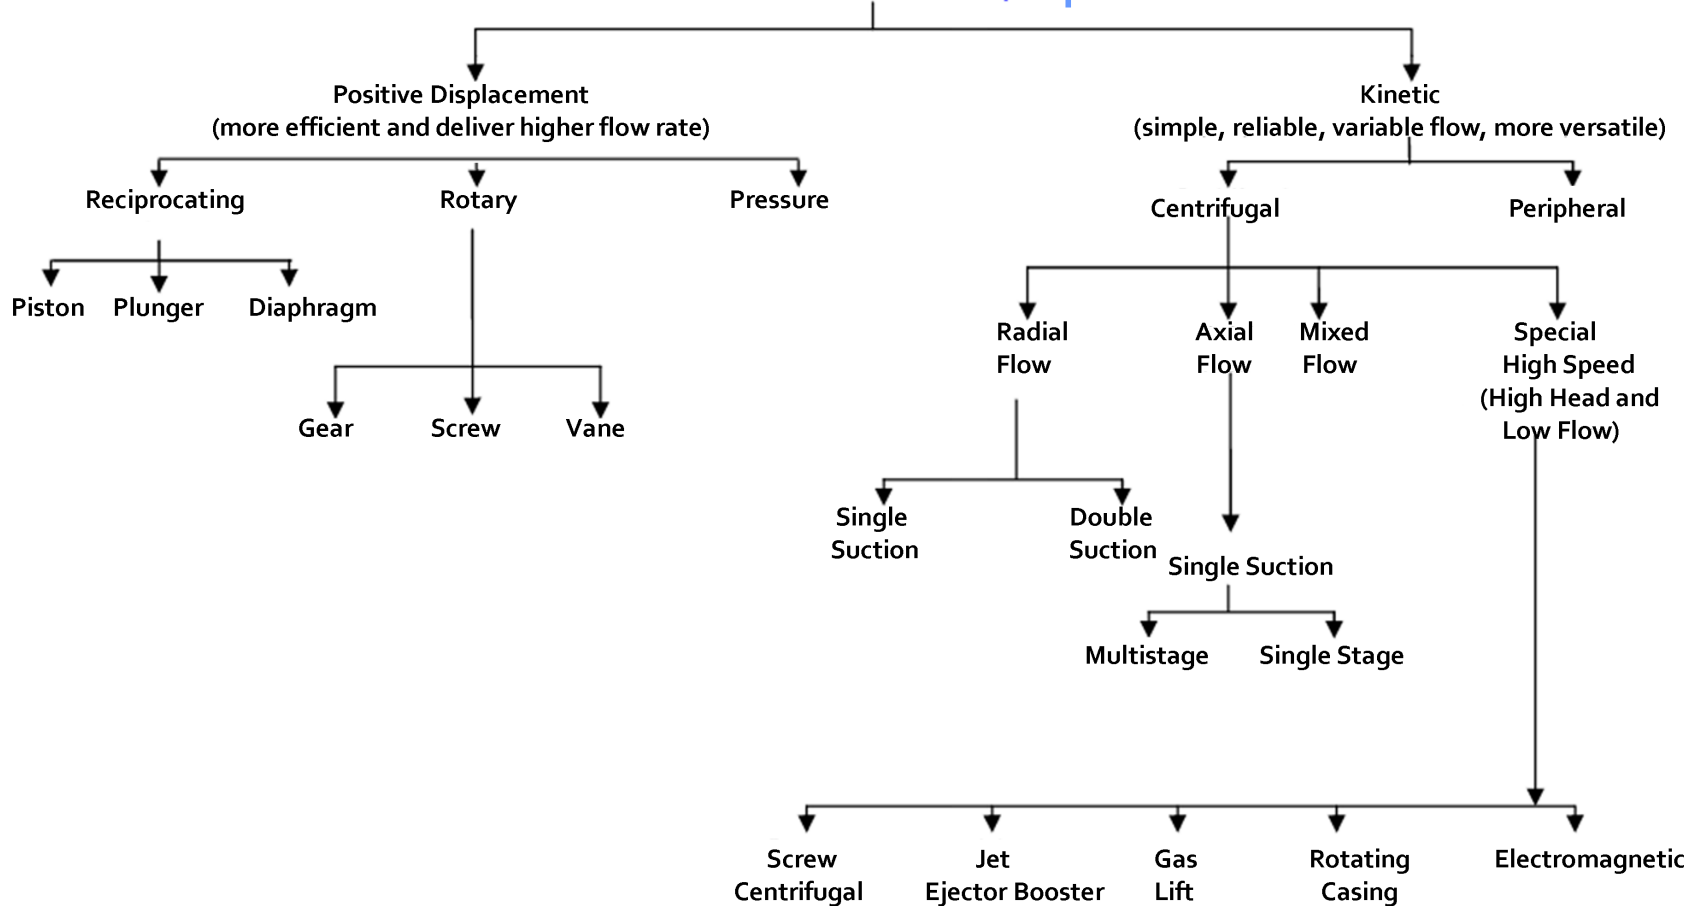 Positive Displacement
(more efficient and deliver higher flow rate)
Kinetic
(simple, reliable, variable flow, more versatile)
Reciprocating
Rotary
Pressure
Centrifugal
Peripheral
Piston
Plunger
Diaphragm
Radial
Flow
Axial
Flow
Mixed
Flow
Special
High Speed
(High Head and
Low Flow)
Gear
Screw
Vane
Single
Suction
Double
Suction
Single Suction
Multistage
Single Stage
Screw
Centrifugal
Jet
Ejector Booster
Gas
Lift
Rotating
Casing
Electromagnetic